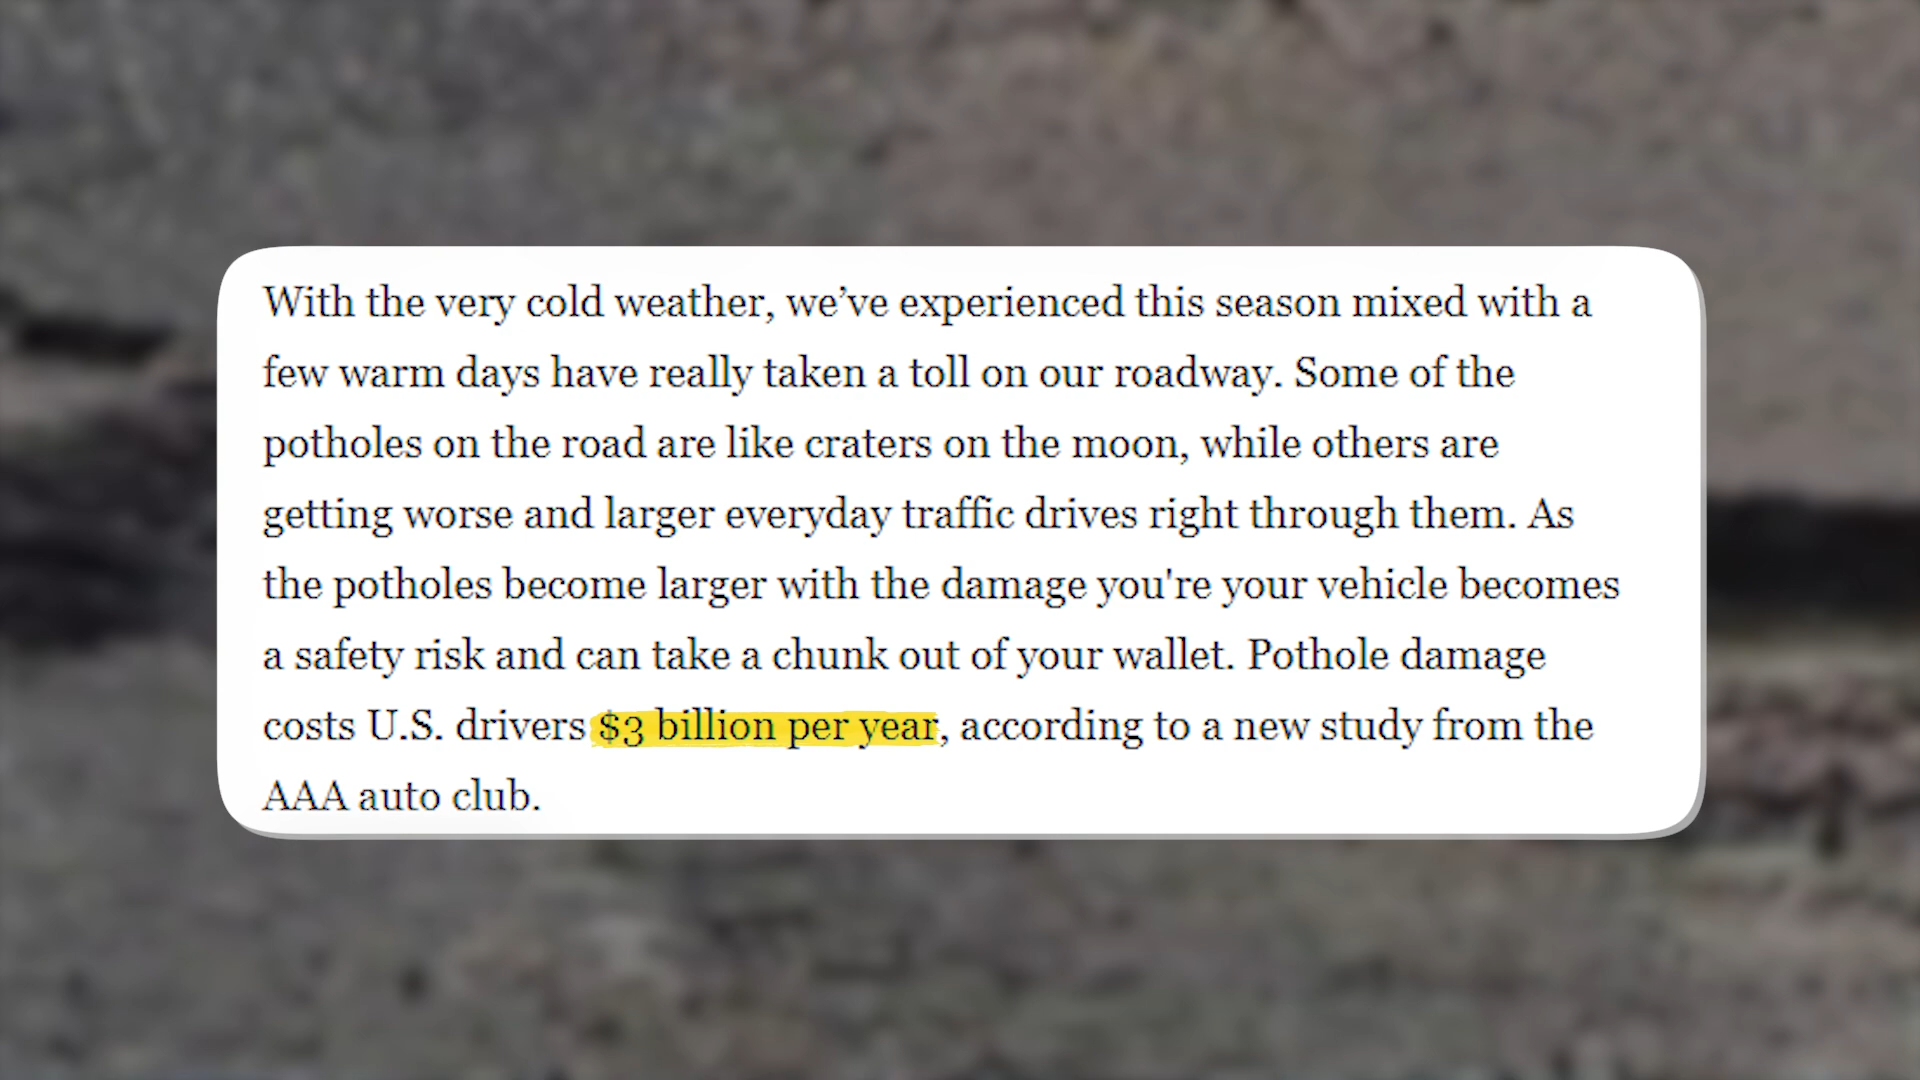 With the very cold weather, we’ve experienced this season mixed with a
few warm days have really taken a toll on our roadway. Some of the
potholes on the road are like craters on the moon, while others are
getting worse and larger everyday traffic drives right through them. As
the potholes become larger with the damage you're your vehicle becomes
a safety risk and can take a chunk out of your wallet. Pothole damage
costs U.S. drivers $3 billion per year, according to a new study from the
AAA auto club.